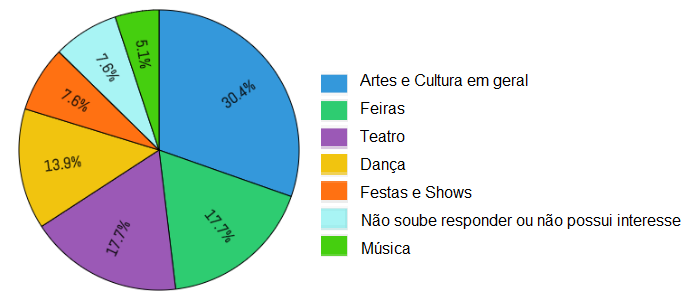 5.1%
7.6%
30.4%
7.6%
13.9%
17.7%
17.7%
Artes e Cultura em geral
Feiras
Teatro
Dança
Festas e Shows
Não soube responder ou não possui interesse
Música